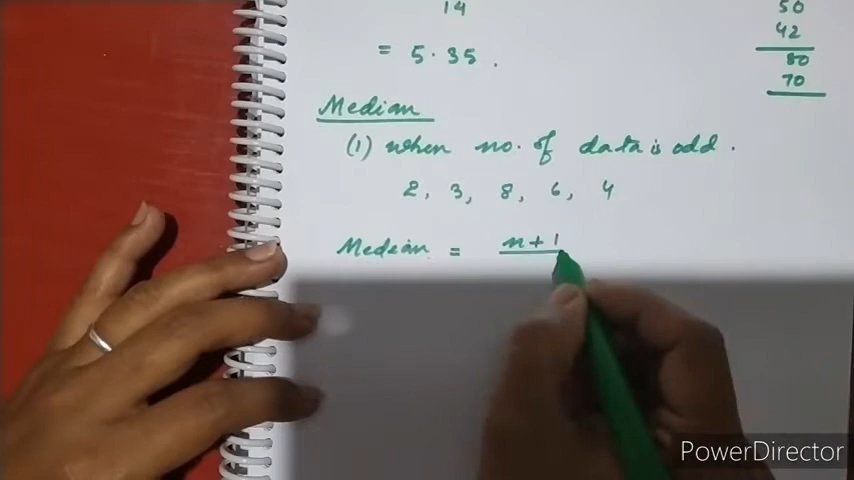 14
= 5.35.
50
42
80
70
Median
(1) when no. of data is odd.
2, 3, 8, 6, 4
Median = n+1
PowerDirector